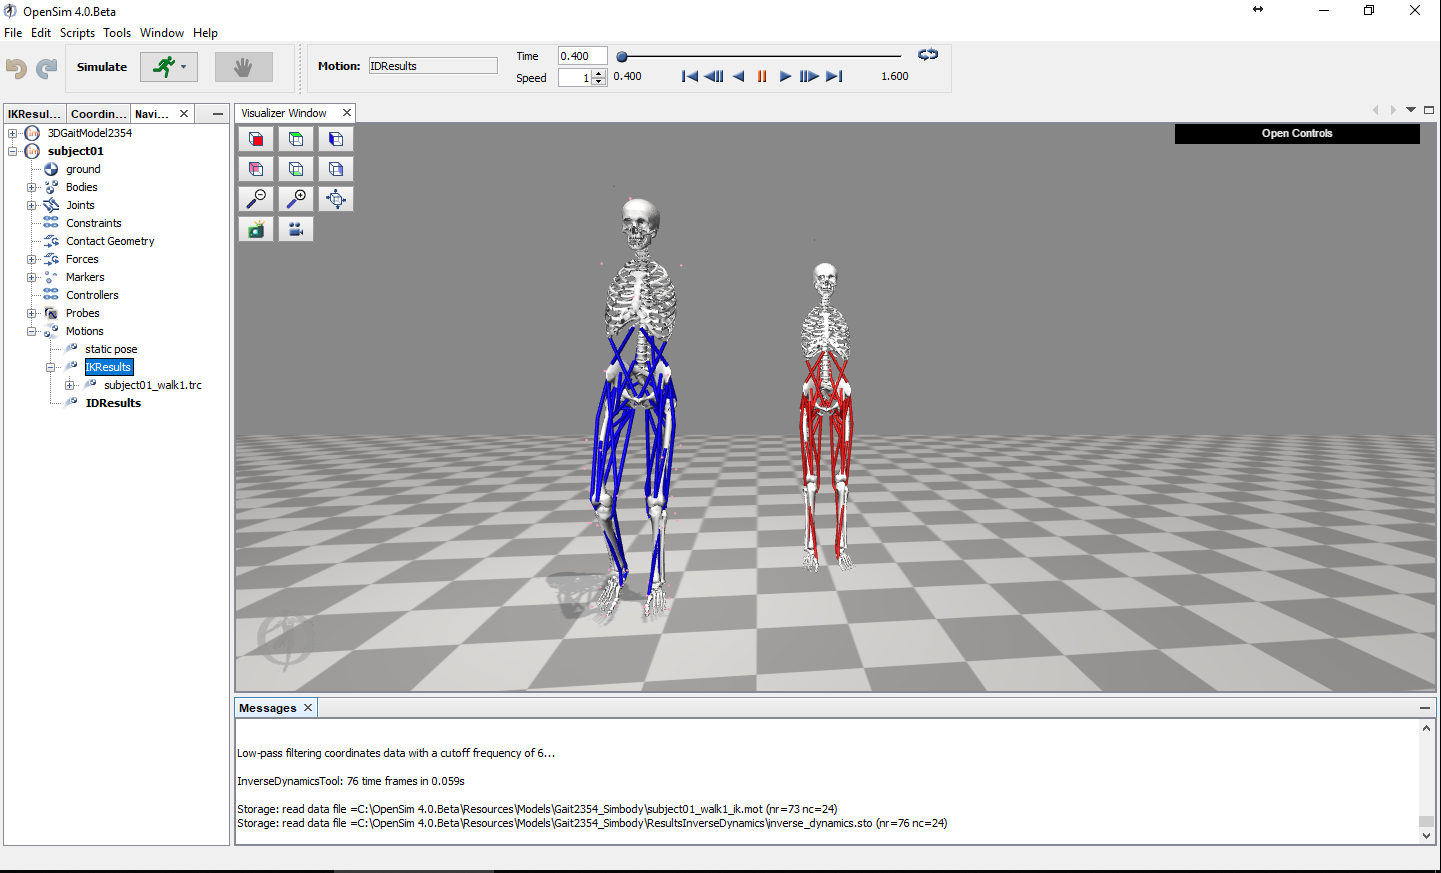 OpenSim 4.0.Beta
File Edit Scripts Tools Window Help
Simulate
Motion: IDResults
Time 0.400
Speed 1 0.400 1.600
IKResul... Coordin... Navi...
Visualizer Window
Open Controls
3DGaitModel2354
subject01
ground
Bodies
Joints
Constraints
Contact Geometry
Forces
Markers
Controllers
Probes
Motions
static pose
IKResults
subject01_walk1.trc
IDResults
Messages
Low-pass filtering coordinates data with a cutoff frequency of 6...
InverseDynamicsTool: 76 time frames in 0.059s
Storage: read data file =C:\OpenSim 4.0.Beta\Resources\Models\Gait2354_Simbody\subject01_walk1_ik.mot (nr=73 nc=24)
Storage: read data file =C:\OpenSim 4.0.Beta\Resources\Models\Gait2354_Simbody\ResultsInverseDynamics\inverse_dynamics.sto (nr=76 nc=24)